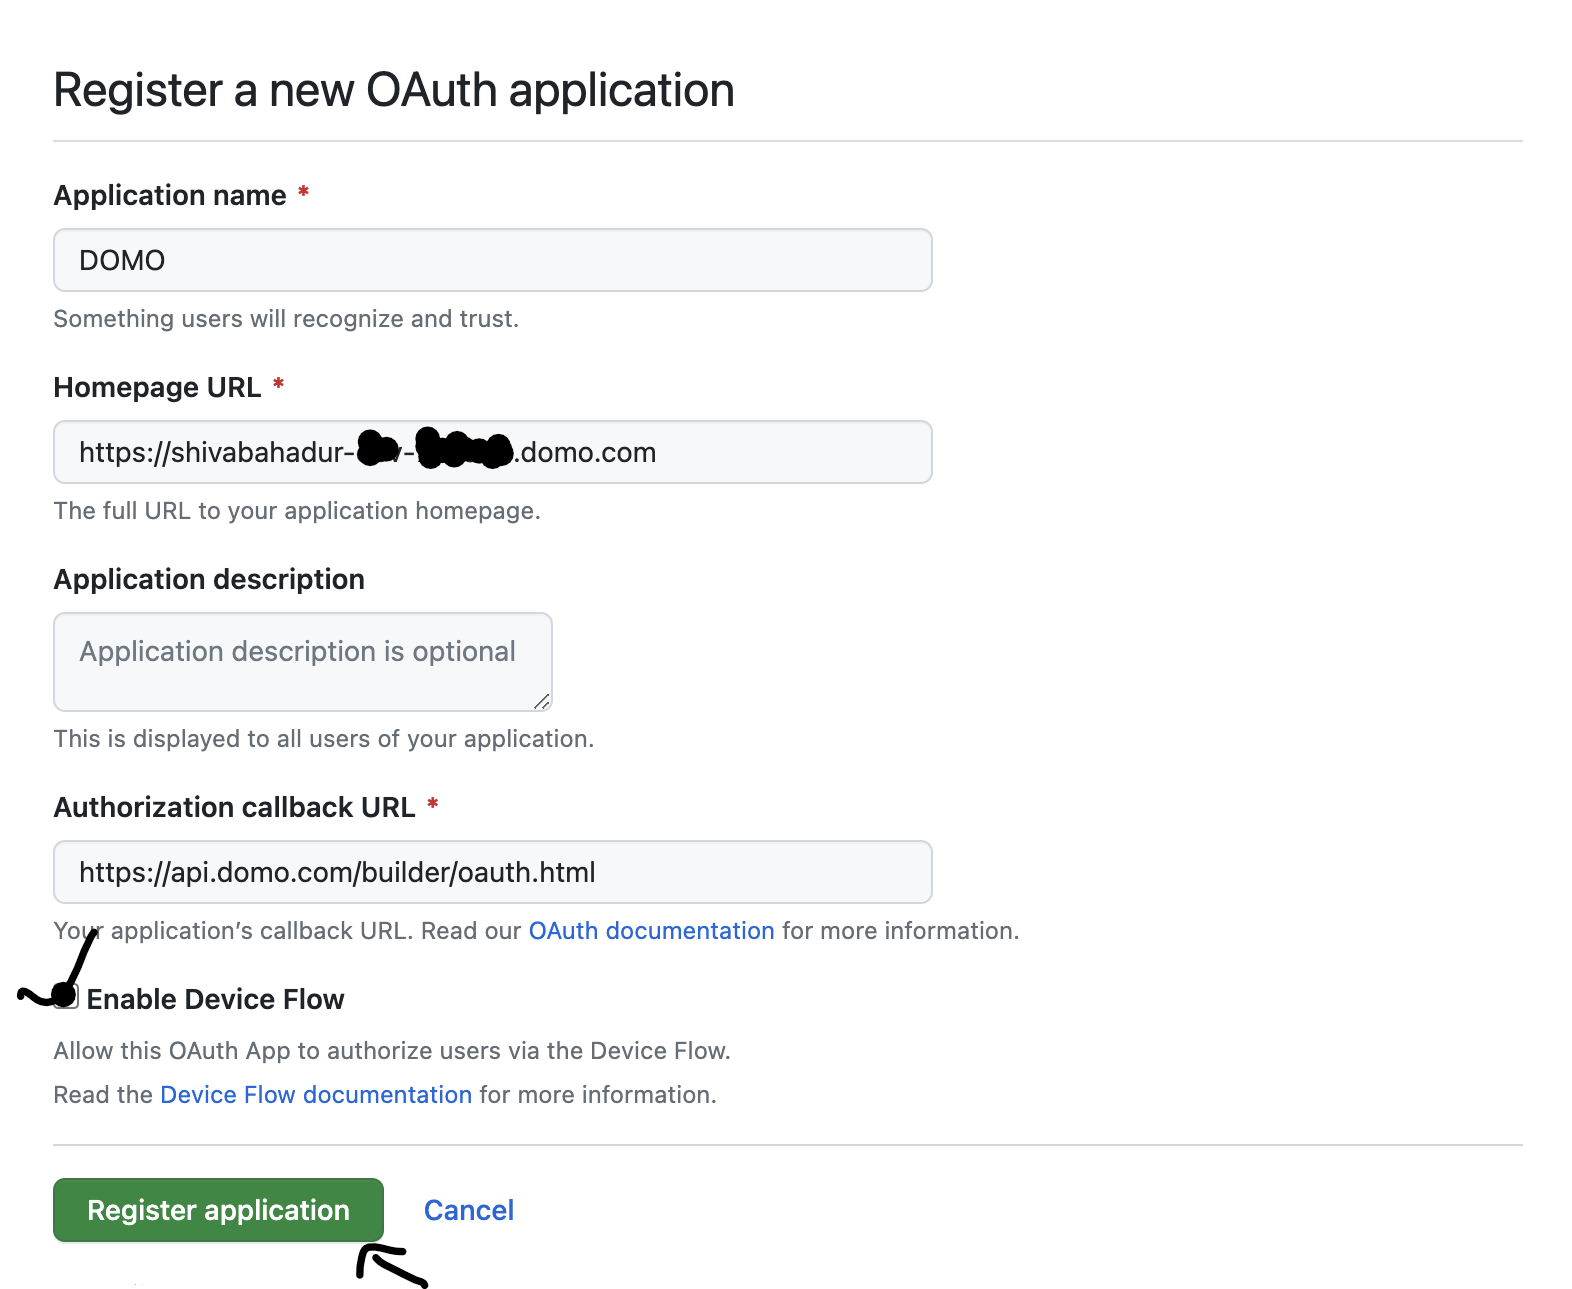 Register a new OAuth application
Application name *
DOMO
Something users will recognize and trust.
Homepage URL *
https://shivabahadur- - .domo.com
The full URL to your application homepage.
Application description
Application description is optional
This is displayed to all users of your application.
Authorization callback URL *
https://api.domo.com/builder/oauth.html
Your application’s callback URL. Read our OAuth documentation for more information.
Enable Device Flow
Allow this OAuth App to authorize users via the Device Flow.
Read the Device Flow documentation for more information.
Register application Cancel